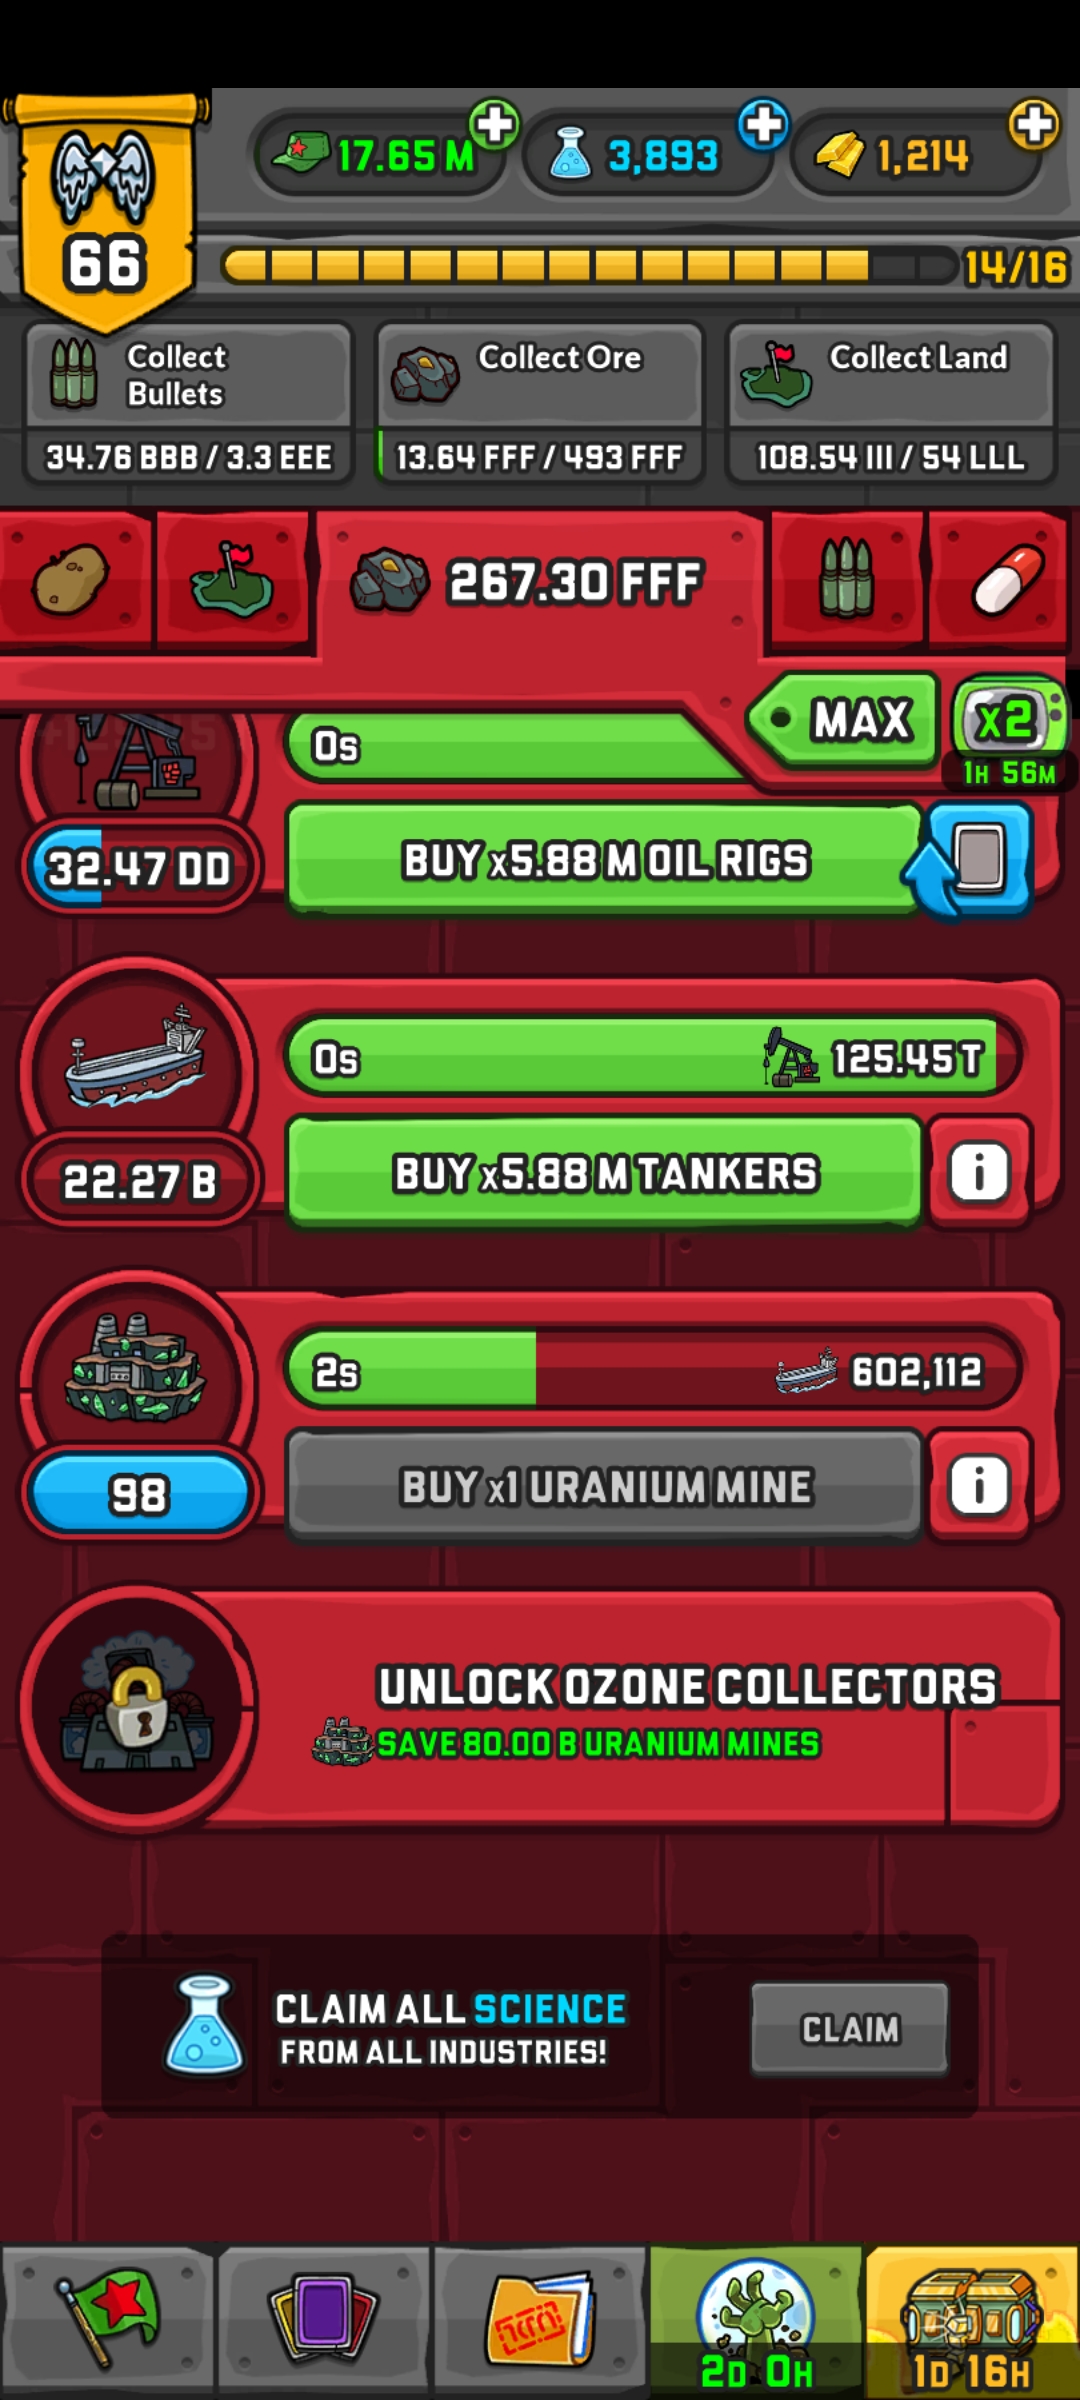 17.65 M
3,893
1,214
66
14/16
Collect
Bullets
34.76 BBB / 3.3 EEE
Collect Ore
13.64 FFF / 493 FFF
Collect Land
108.54 III / 54 LLL
267.30 FFF
MAX
x2
1H 56M
0s
32.47 DD
BUY x5.88 M OIL RIGS
0s
125.45 T
22.27 B
BUY x5.88 M TANKERS
i
2s
602,112
98
BUY x1 URANIUM MINE
i
UNLOCK OZONE COLLECTORS
SAVE 80.00 B URANIUM MINES
CLAIM ALL SCIENCE
FROM ALL INDUSTRIES!
CLAIM
2D 0H
1D 16H